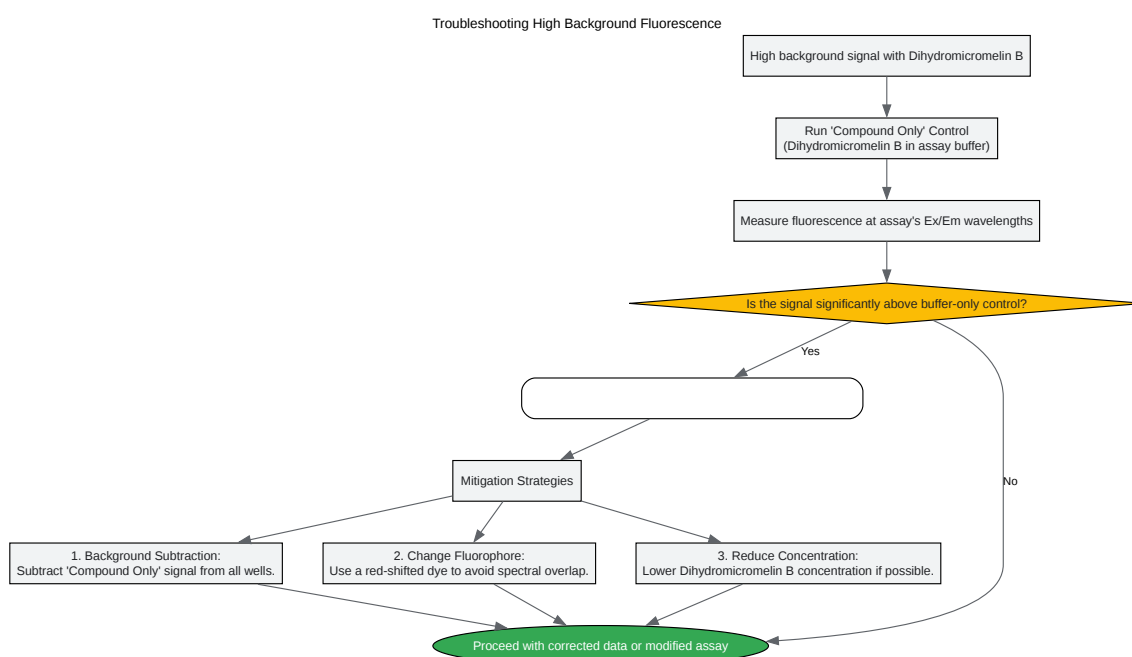 Troubleshooting High Background Fluorescence
High background signal with Dihydromicromelin B
Run 'Compound Only' Control
(Dihydromicromelin B in assay buffer)
Measure fluorescence at assay's Ex/Em wavelengths
Is the signal significantly above buffer-only control?
Yes
Mitigation Strategies
No
1. Background Subtraction:
Subtract 'Compound Only' signal from all wells.
2. Change Fluorophore:
Use a red-shifted dye to avoid spectral overlap.
3. Reduce Concentration:
Lower Dihydromicromelin B concentration if possible.
Proceed with corrected data or modified assay